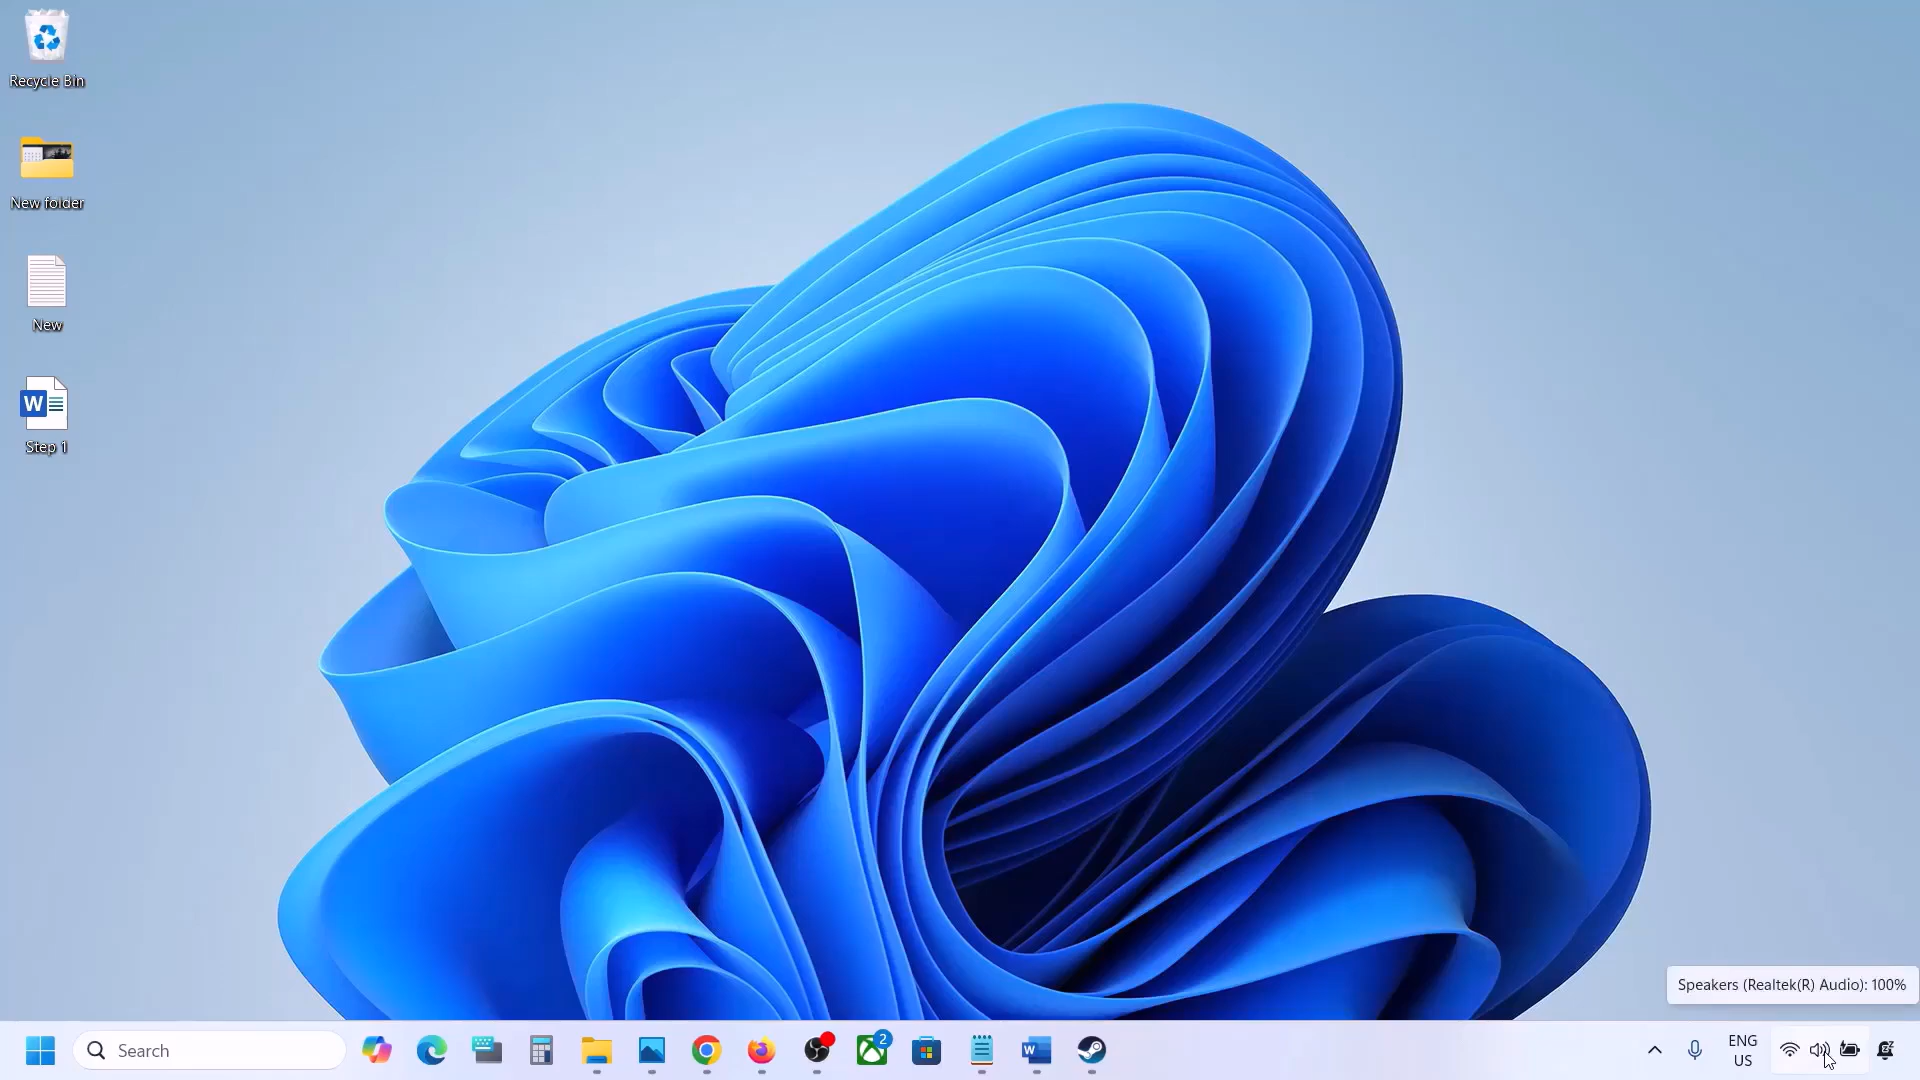 Recycle Bin
New folder
New
W
Step 1
Speakers (Realtek(R) Audio): 100%
Search
2
W
ENG
US